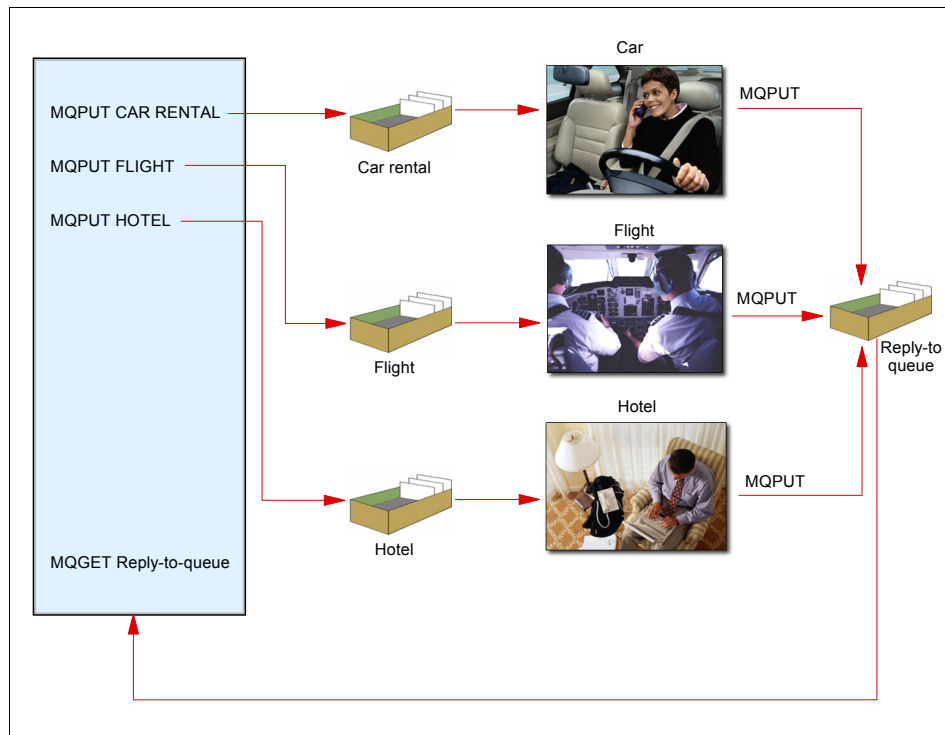 Car
MQPUT CAR RENTAL
MQPUT
Car rental
MQPUT FLIGHT
MQPUT HOTEL
Flight
MQPUT
Flight
Reply-to
queue
Hotel
MQPUT
Hotel
MQGET Reply-to-queue